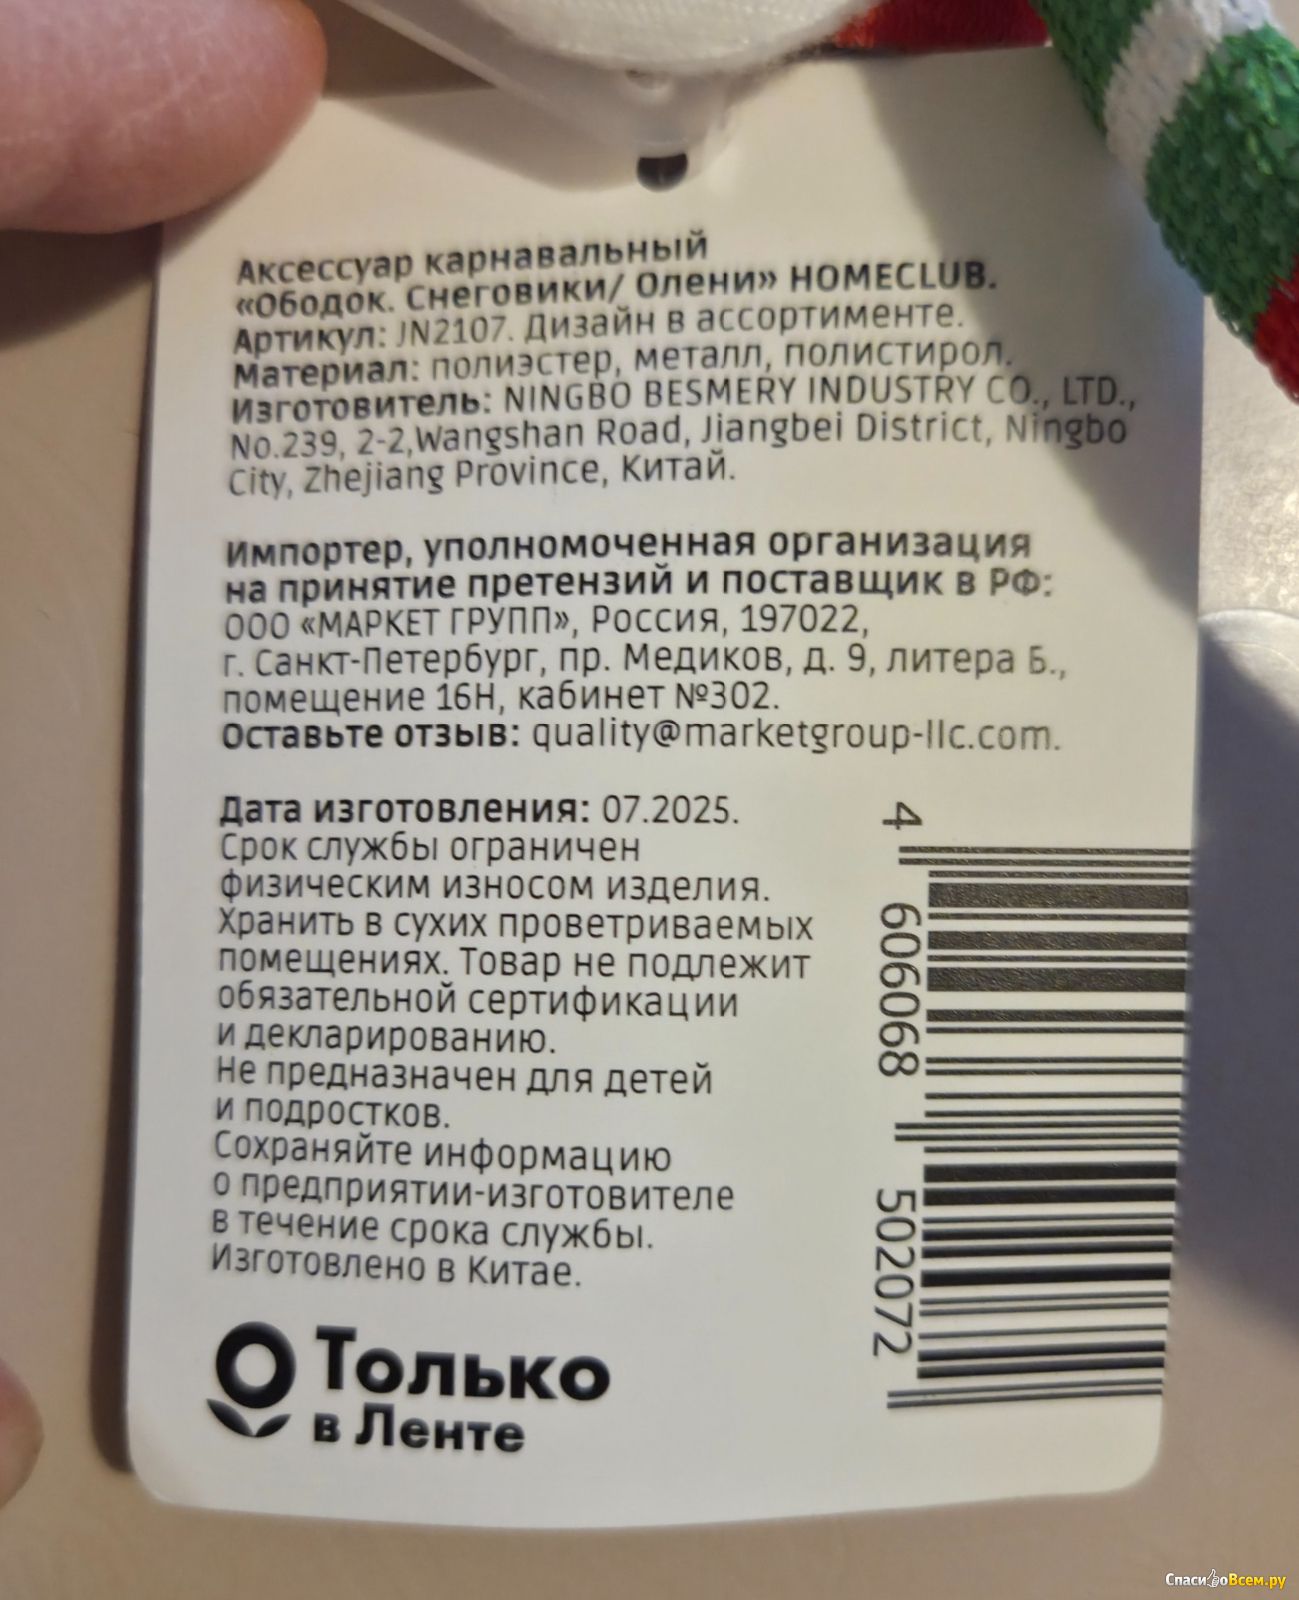 Аксессуар карнавальный
«Ободок. Снеговики/ Олени» HOMECLUB.
Артикул: JN2107. Дизайн в ассортименте.
Материал: полиэстер, металл, полистирол.
Изготовитель: NINGBO BESMERY INDUSTRY CO., LTD.,
No.239, 2-2,Wangshan Road, Jiangbei District, Ningbo
City, Zhejiang Province, Китай.
Импортер, уполномоченная организация
на принятие претензий и поставщик в РФ:
ООО «МАРКЕТ ГРУПП», Россия, 197022,
г. Санкт-Петербург, пр. Медиков, д. 9, литера Б.,
помещение 16Н, кабинет №302.
Оставьте отзыв: quality@marketgroup-llc.com.
Дата изготовления: 07.2025.
Срок службы ограничен
физическим износом изделия.
Хранить в сухих проветриваемых
помещениях. Товар не подлежит
обязательной сертификации
и декларированию.
Не предназначен для детей
и подростков.
Сохраняйте информацию
о предприятии-изготовителе
в течение срока службы.
Изготовлено в Китае.
4 606068 502072
Только
в Ленте
СпасибоВсем.ру